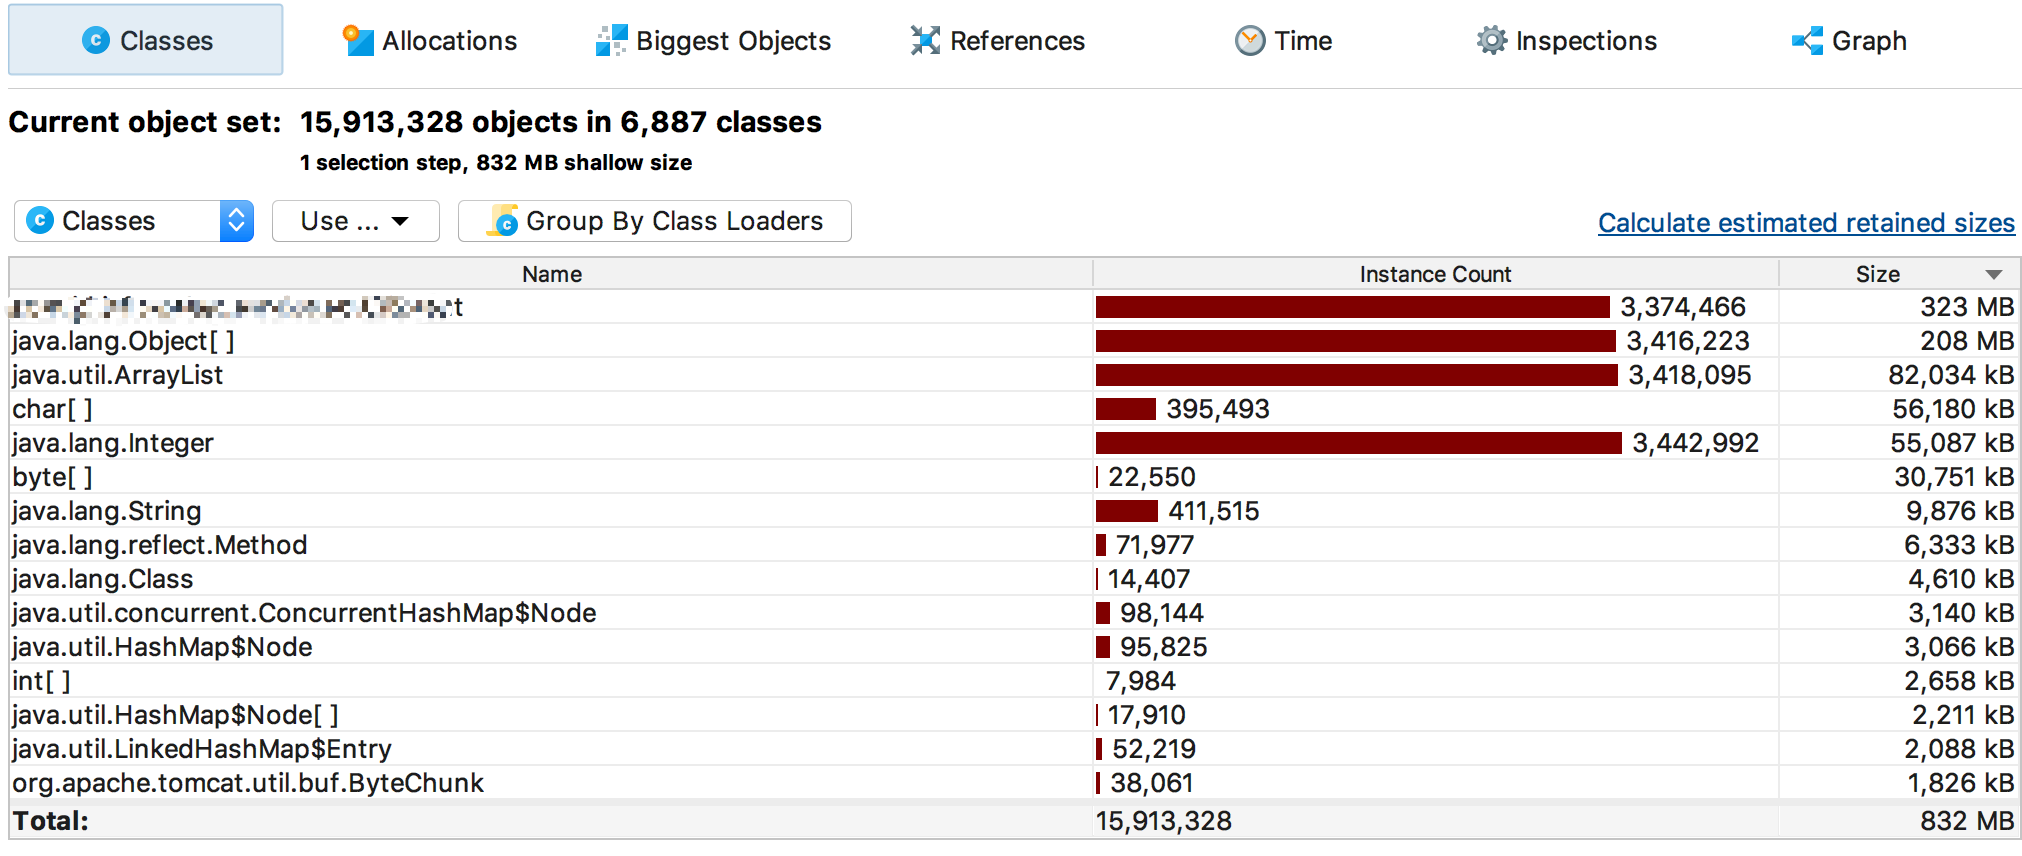 Classes Allocations Biggest Objects References Time Inspections Graph
Current object set: 15,913,328 objects in 6,887 classes
1 selection step, 832 MB shallow size
Classes Use ... Group By Class Loaders Calculate estimated retained sizes
Name Instance Count Size
3,374,466 323 MB
java.lang.Object[ ] 3,416,223 208 MB
java.util.ArrayList 3,418,095 82,034 kB
char[ ] 395,493 56,180 kB
java.lang.Integer 3,442,992 55,087 kB
byte[ ] 22,550 30,751 kB
java.lang.String 411,515 9,876 kB
java.lang.reflect.Method 71,977 6,333 kB
java.lang.Class 14,407 4,610 kB
java.util.concurrent.ConcurrentHashMap$Node 98,144 3,140 kB
java.util.HashMap$Node 95,825 3,066 kB
int[ ] 7,984 2,658 kB
java.util.HashMap$Node[ ] 17,910 2,211 kB
java.util.LinkedHashMap$Entry 52,219 2,088 kB
org.apache.tomcat.util.buf.ByteChunk 38,061 1,826 kB
Total: 15,913,328 832 MB